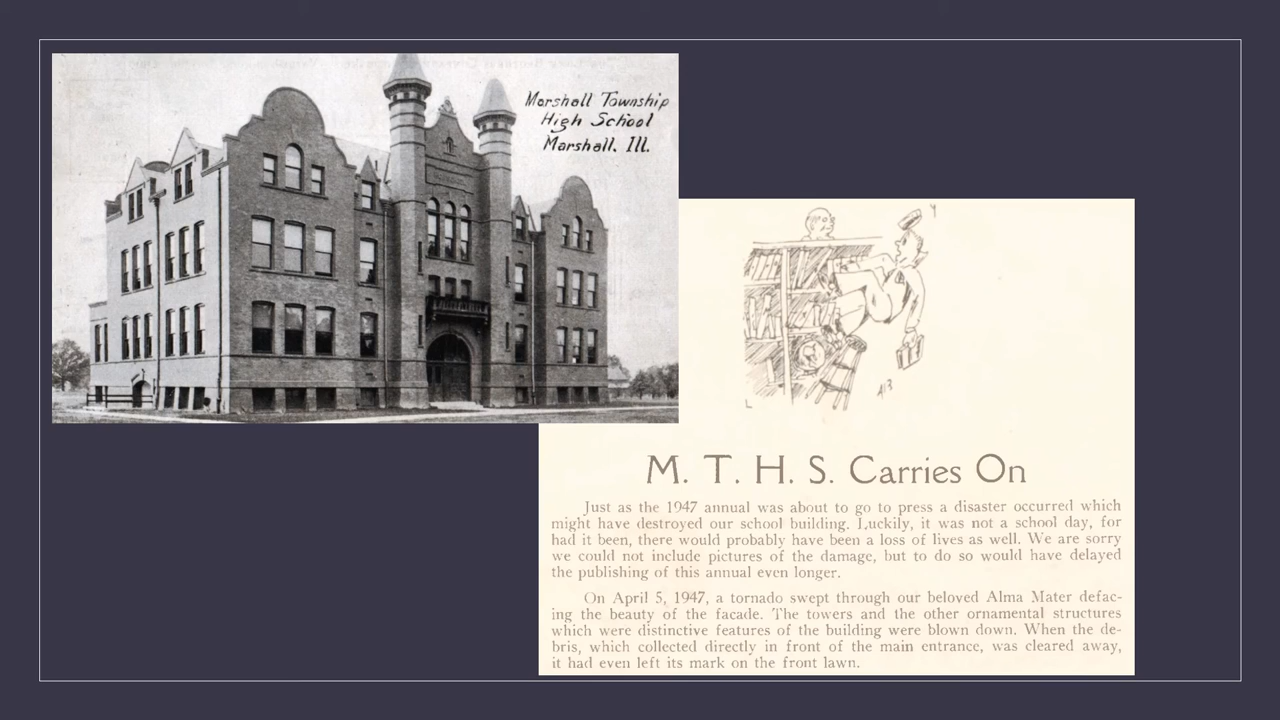 Marshall Township
High School
Marshall. Ill.
M. T. H. S. Carries On
Just as the 1947 annual was about to go to press a disaster occurred which
might have destroyed our school building. Luckily, it was not a school day, for
had it been, there would probably have been a loss of lives as well. We are sorry
we could not include pictures of the damage, but to do so would have delayed
the publishing of this annual even longer.
On April 5, 1947, a tornado swept through our beloved Alma Mater defac-
ing the beauty of the facade. The towers and the other ornamental structures
which were distinctive features of the building were blown down. When the de-
bris, which collected directly in front of the main entrance, was cleared away,
it had even left its mark on the front lawn.